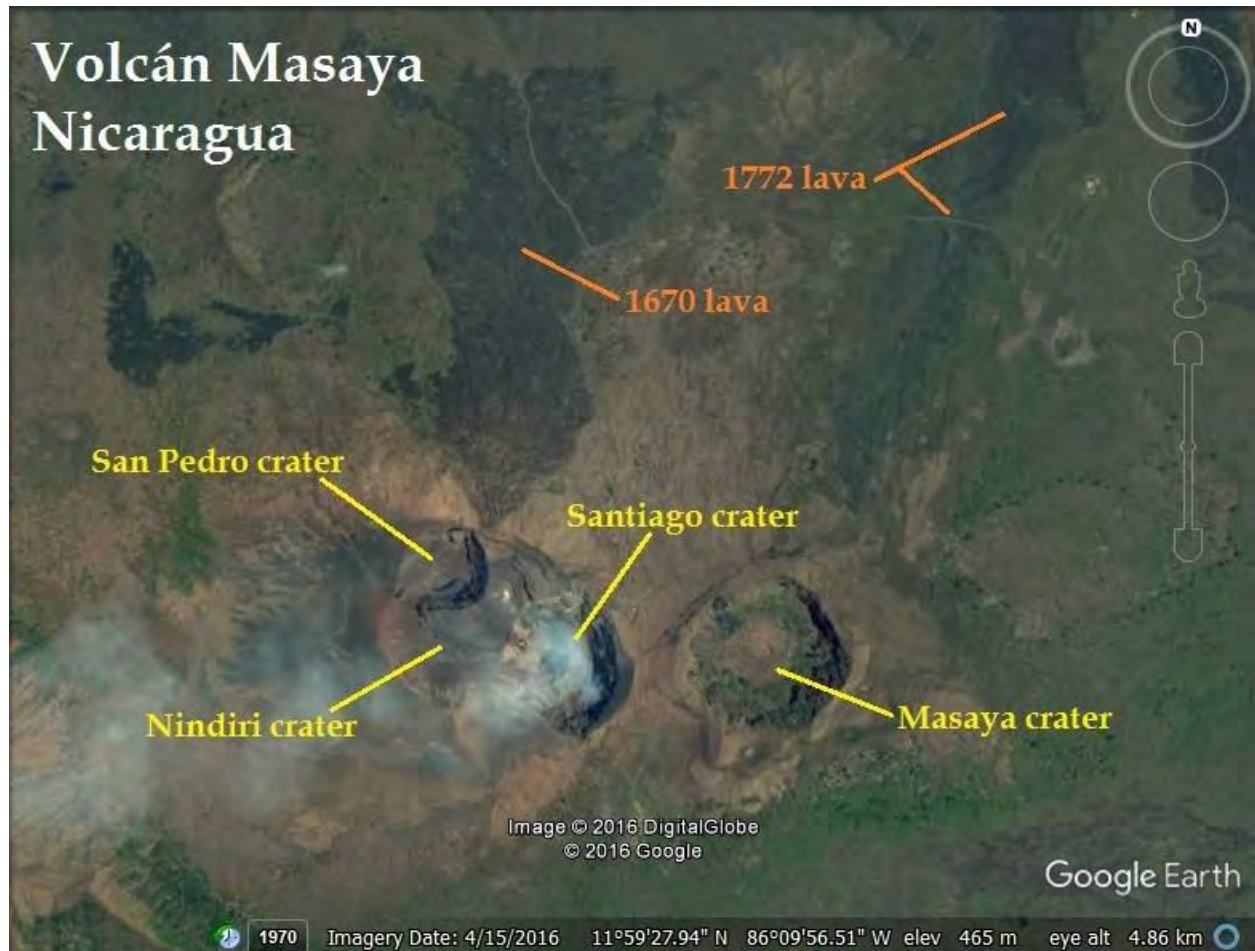 Volcán Masaya
Nicaragua
N
1772 lava
1670 lava
San Pedro crater
Santiago crater
Nindiri crater
Masaya crater
Image © 2016 DigitalGlobe
© 2016 Google
Google Earth
1970 Imagery Date: 4/15/2016 11°59'27.94" N 86°09'56.51" W elev 465 m eye alt 4.86 km